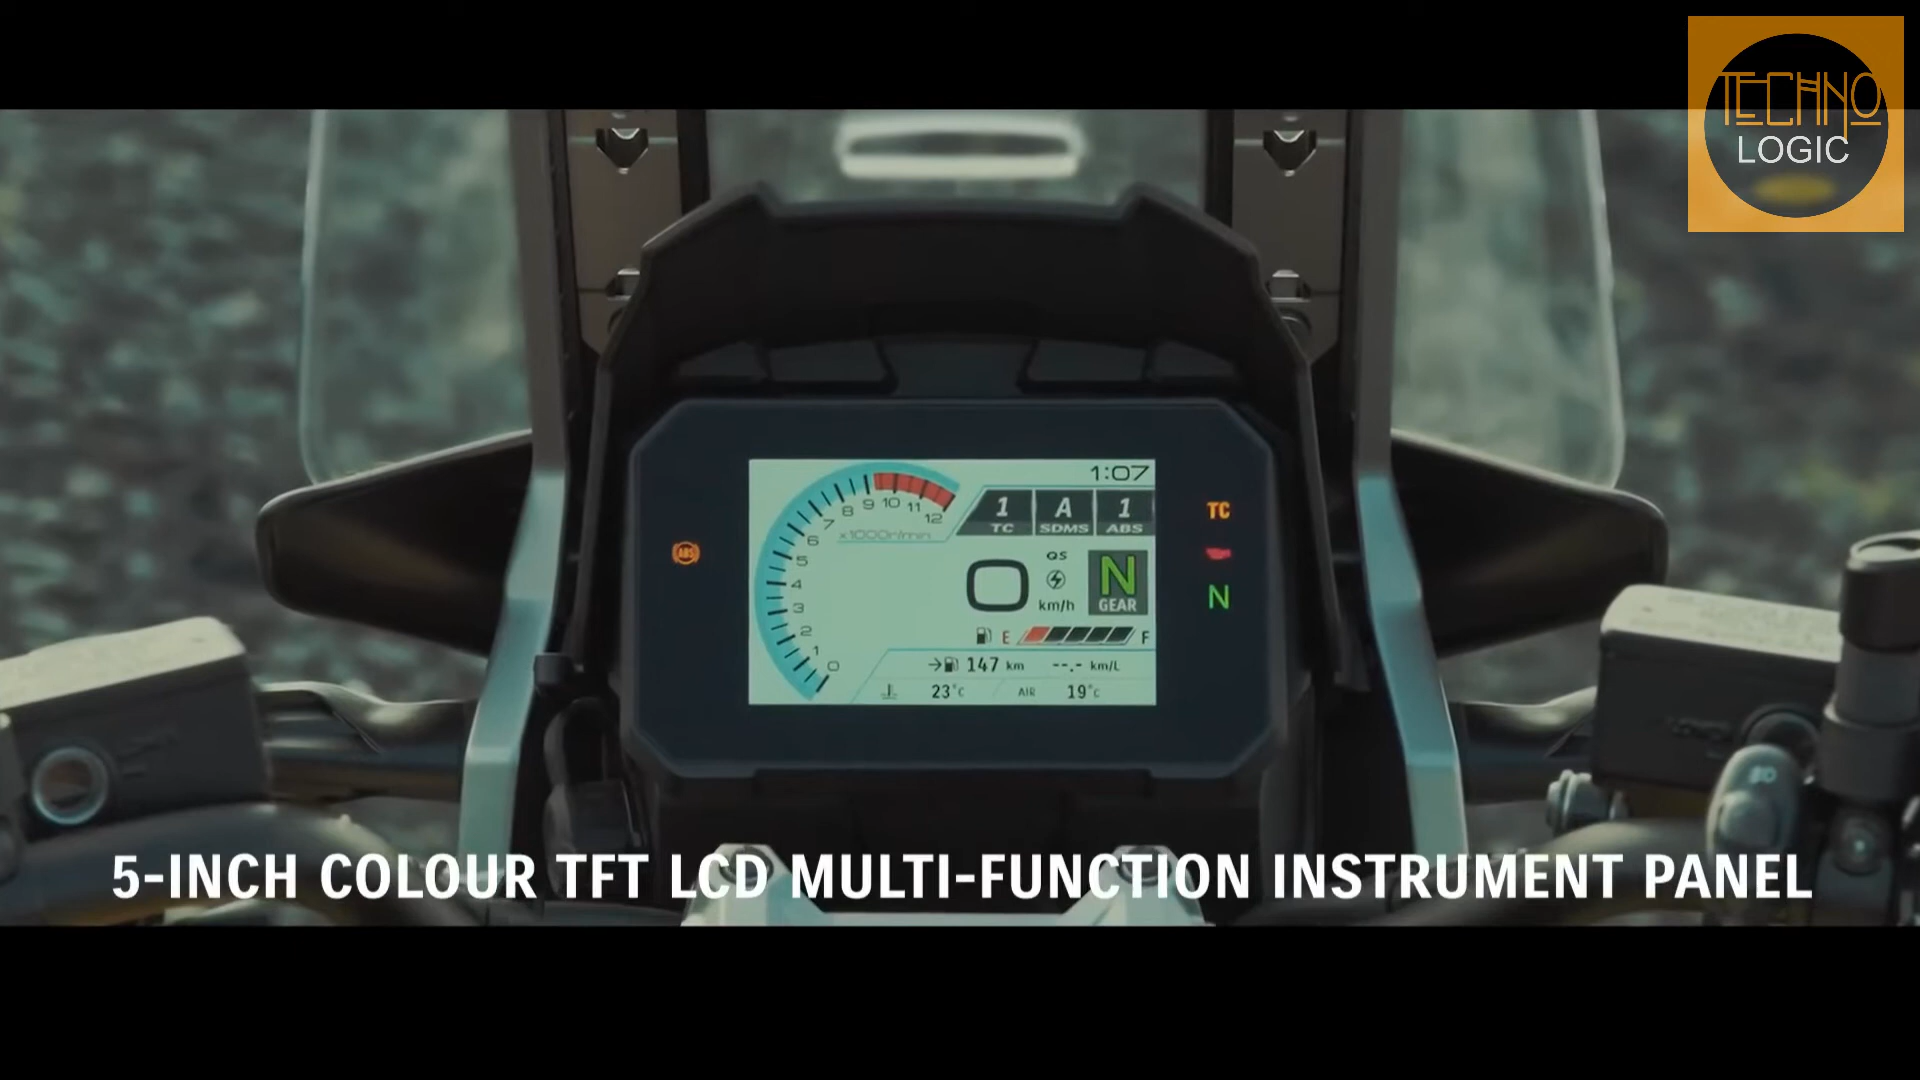 TECHNO
LOGIC
1:07
1 A 1
TC SDMS ABS
x1000r/min
0
1
2
3
4
5
6
7
8
9
10
11
12
0
QS
km/h
N
GEAR
E F
147 km --.- km/L
23°C AIR 19°C
ABS
TC
N
5-INCH COLOUR TFT LCD MULTI-FUNCTION INSTRUMENT PANEL